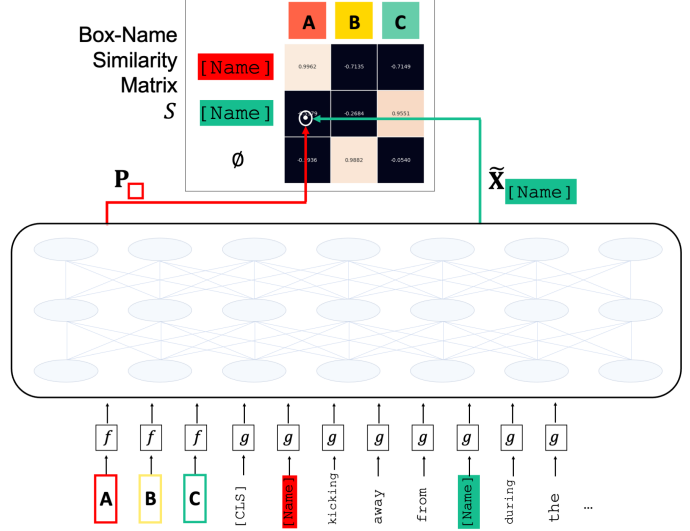 Box-Name
Similarity
Matrix
S
A B C
[Name] 0.9962 -0.7135 -0.7149
[Name] -0.2684 0.9551
∅ 0.9882 -0.0540
P
X̃[Name]
f f f g g g g g g g g
A B C [CLS] [Name] kicking away from [Name] during the ...